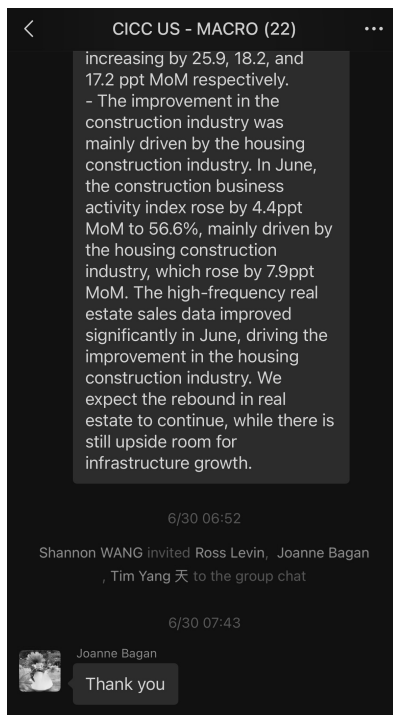 CICC US - MACRO (22)
increasing by 25.9, 18.2, and
17.2 ppt MoM respectively.
- The improvement in the
construction industry was
mainly driven by the housing
construction industry. In June,
the construction business
activity index rose by 4.4ppt
MoM to 56.6%, mainly driven by
the housing construction
industry, which rose by 7.9ppt
MoM. The high-frequency real
estate sales data improved
significantly in June, driving the
improvement in the housing
construction industry. We
expect the rebound in real
estate to continue, while there is
still upside room for
infrastructure growth.
6/30 06:52
Shannon WANG invited Ross Levin, Joanne Bagan
, Tim Yang 天 to the group chat
6/30 07:43
Joanne Bagan
Thank you